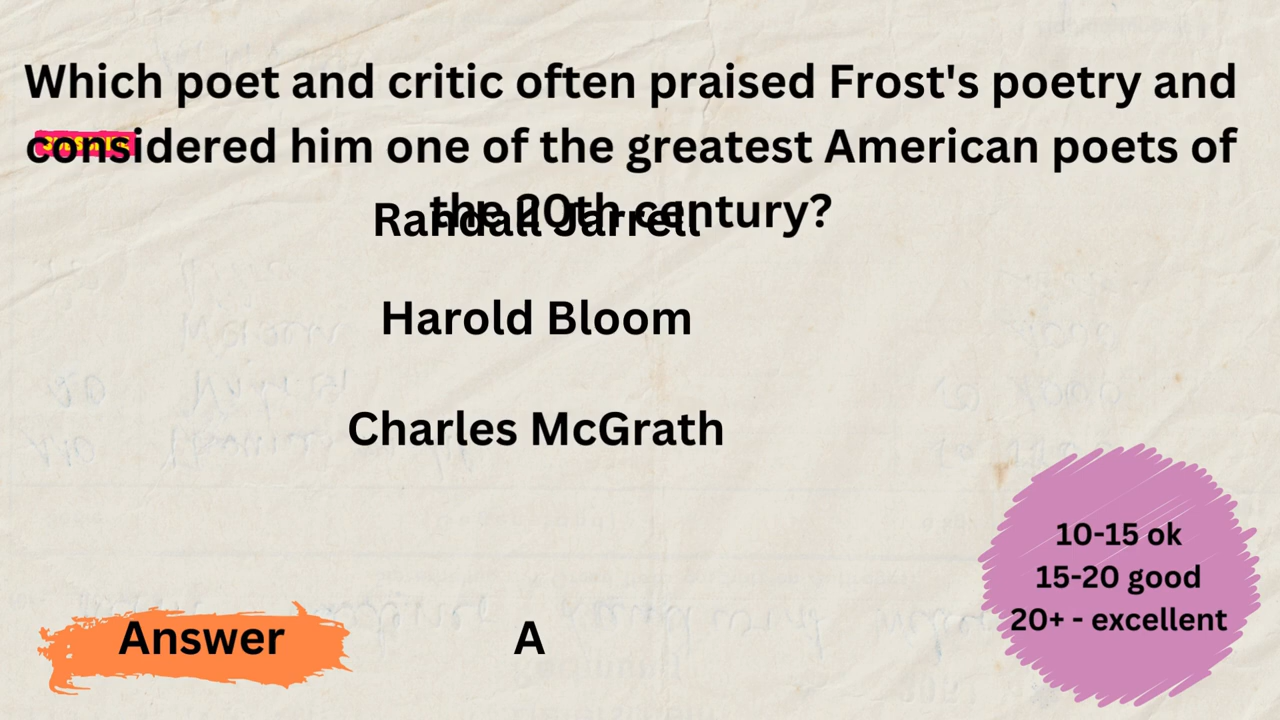 Which poet and critic often praised Frost's poetry and
considered him one of the greatest American poets of
the 20th century?
Randall Jarrell
Harold Bloom
Charles McGrath
10-15 ok
15-20 good
20+ - excellent
Answer
A